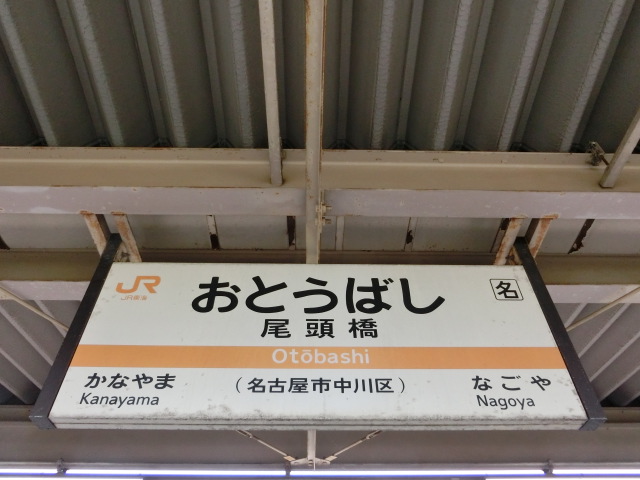 JR
JR東海
おとうばし
名
尾頭橋
Otōbashi
かなやま
Kanayama
（名古屋市中川区）
なごや
Nagoya